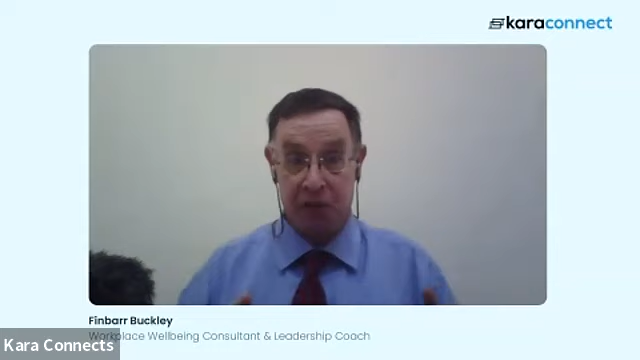 karaconnect
Finbarr Buckley
Workplace Wellbeing Consultant & Leadership Coach
Kara Connects